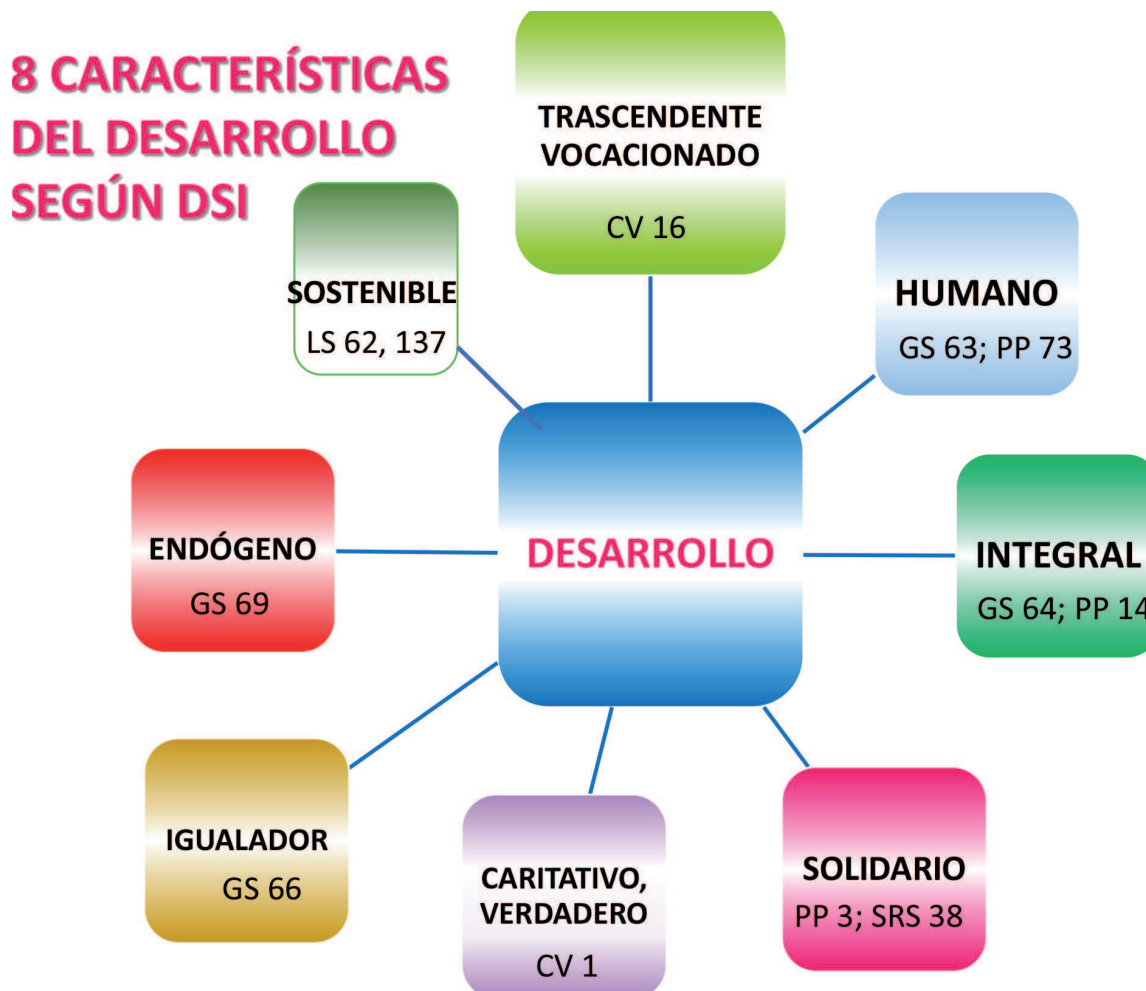 8 CARACTERÍSTICAS
DEL DESARROLLO
SEGÚN DSI
TRASCENDENTE
VOCACIONADO
CV 16
HUMANO
GS 63; PP 73
INTEGRAL
GS 64; PP 14
SOLIDARIO
PP 3; SRS 38
CARITATIVO,
VERDADERO
CV 1
IGUALADOR
GS 66
ENDÓGENO
GS 69
SOSTENIBLE
LS 62, 137
DESARROLLO